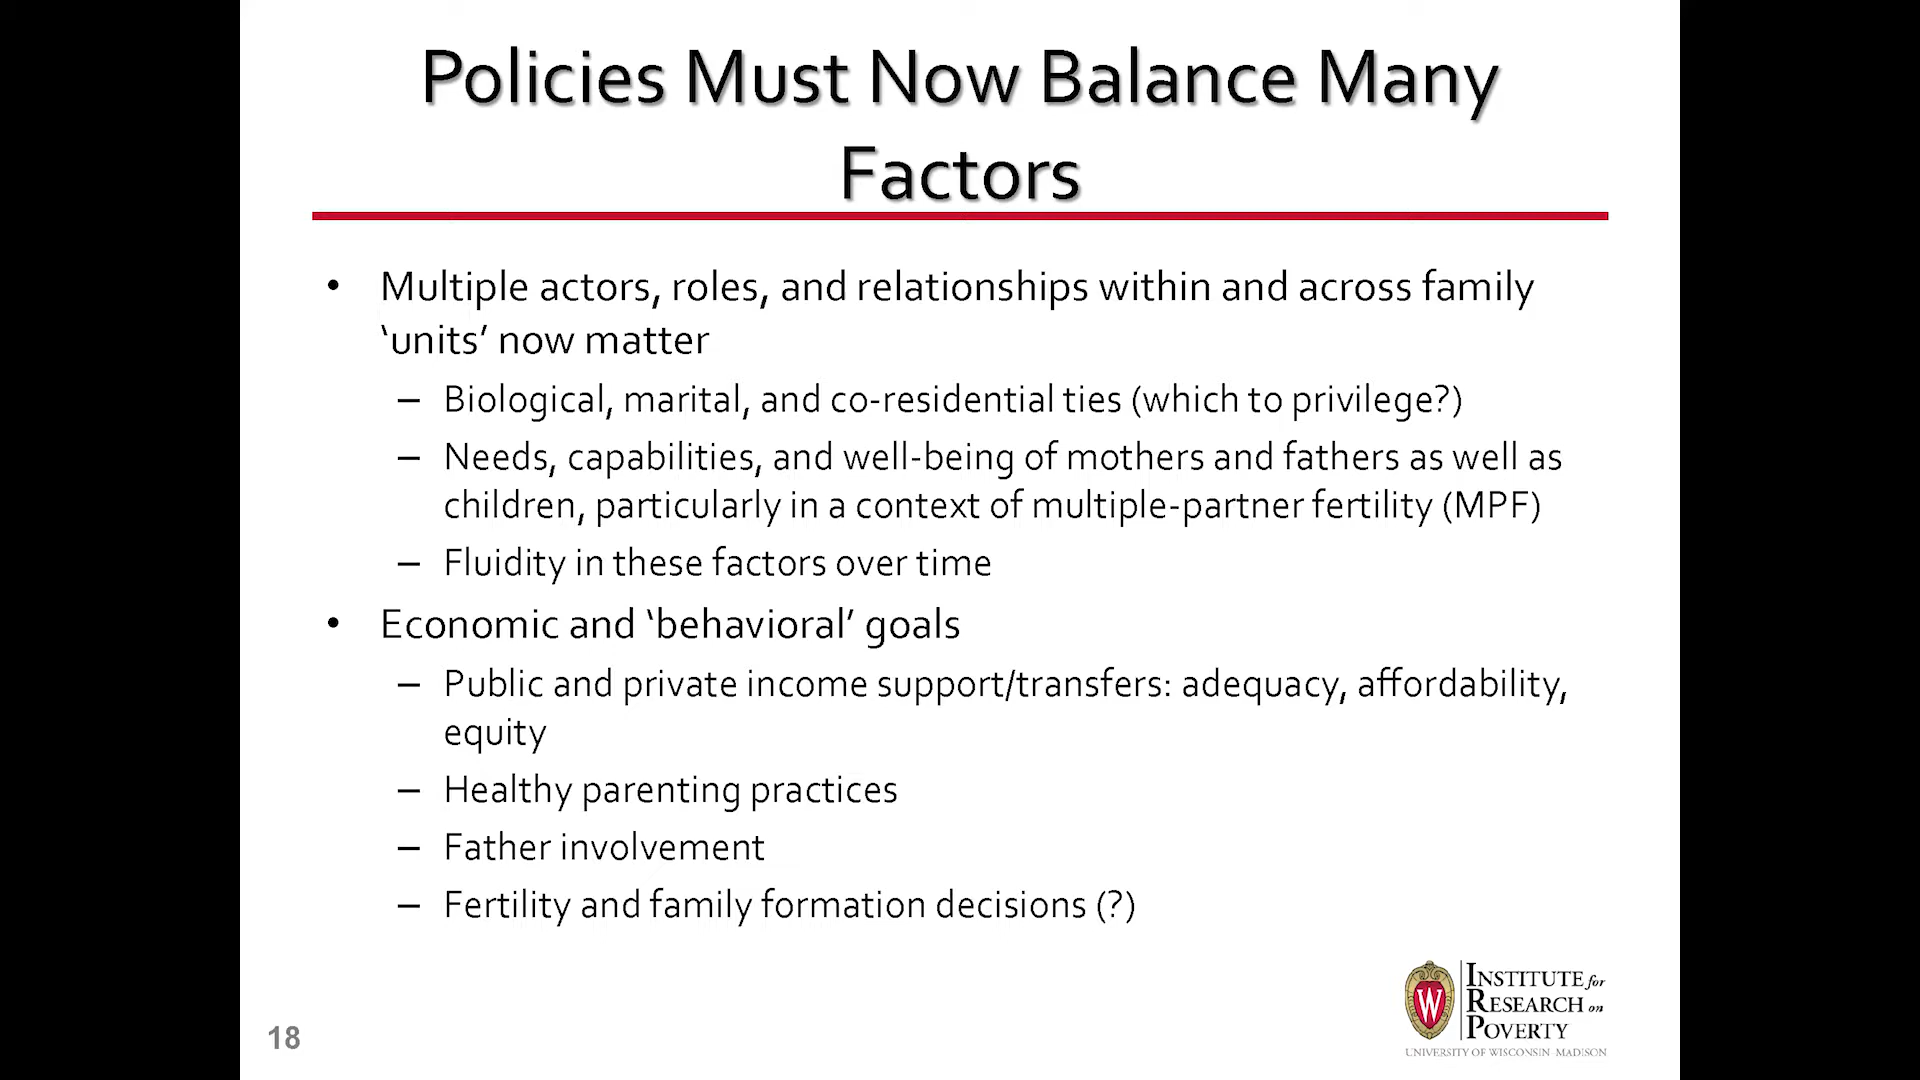 Policies Must Now Balance Many
Factors
• Multiple actors, roles, and relationships within and across family
‘units’ now matter
– Biological, marital, and co-residential ties (which to privilege?)
– Needs, capabilities, and well-being of mothers and fathers as well as
children, particularly in a context of multiple-partner fertility (MPF)
– Fluidity in these factors over time
• Economic and ‘behavioral’ goals
– Public and private income support/transfers: adequacy, affordability,
equity
– Healthy parenting practices
– Father involvement
– Fertility and family formation decisions (?)
18
W
INSTITUTE for
RESEARCH on
POVERTY
UNIVERSITY OF WISCONSIN MADISON